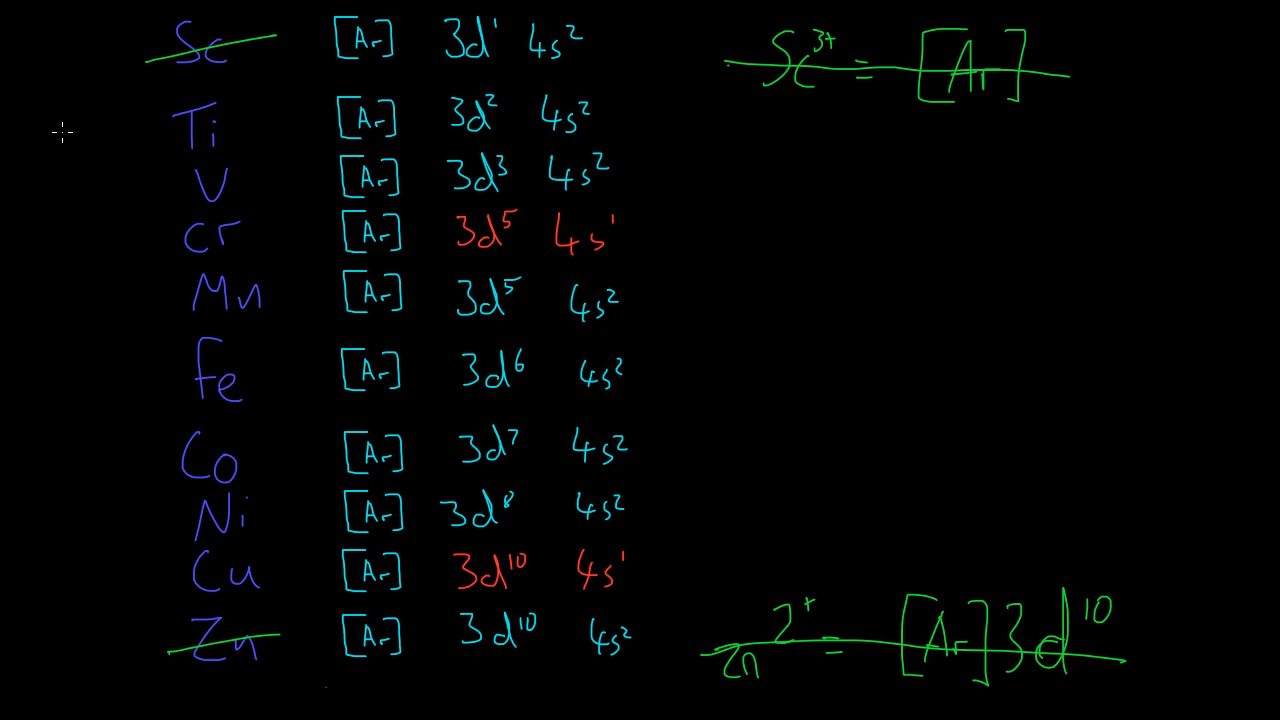 Sc [Ar] 3d¹ 4s² Sc³⁺ = [Ar]
Ti [Ar] 3d² 4s²
V [Ar] 3d³ 4s²
Cr [Ar] 3d⁵ 4s¹
Mn [Ar] 3d⁵ 4s²
Fe [Ar] 3d⁶ 4s²
Co [Ar] 3d⁷ 4s²
Ni [Ar] 3d⁸ 4s²
Cu [Ar] 3d¹⁰ 4s¹
Zn [Ar] 3d¹⁰ 4s² Zn²⁺ = [Ar] 3d¹⁰